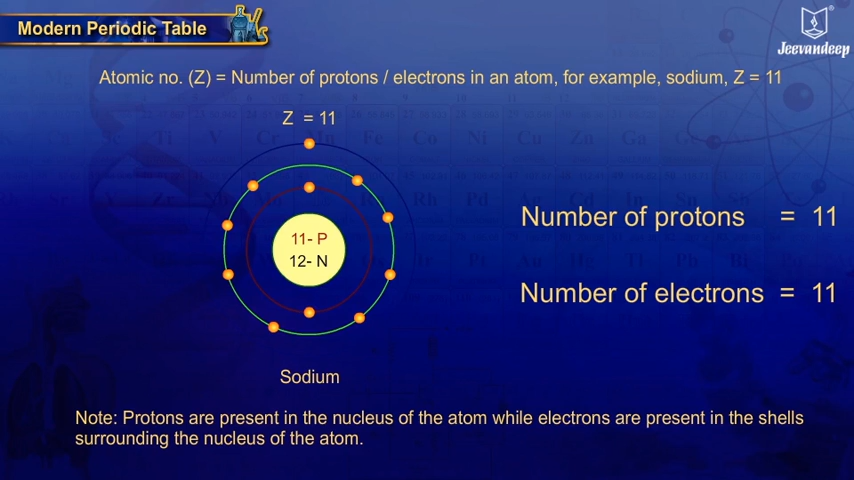 Modern Periodic Table
Jeevandeep
Atomic no. (Z) = Number of protons / electrons in an atom, for example, sodium, Z = 11
Z = 11
11- P
12- N
Number of protons = 11
Number of electrons = 11
Sodium
Note: Protons are present in the nucleus of the atom while electrons are present in the shells
surrounding the nucleus of the atom.